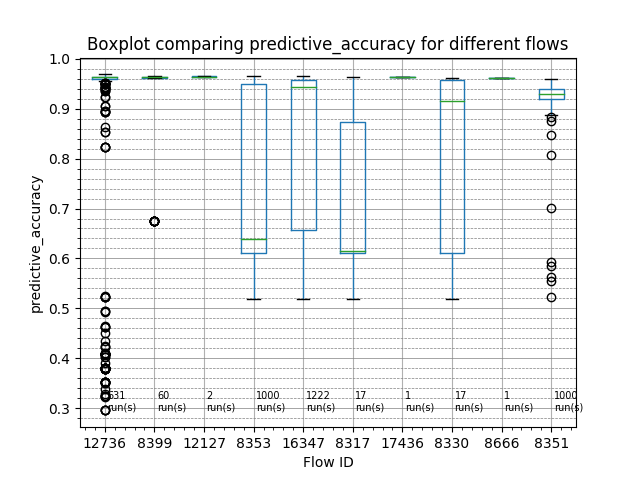 Boxplot comparing predictive_accuracy for different flows
predictive_accuracy
1.0
0.9
0.8
0.7
0.6
0.5
0.4
0.3
531 run(s)
60 run(s)
2 run(s)
1000 run(s)
1222 run(s)
17 run(s)
1 run(s)
17 run(s)
1 run(s)
1000 run(s)
12736 8399 12127 8353 16347 8317 17436 8330 8666 8351
Flow ID